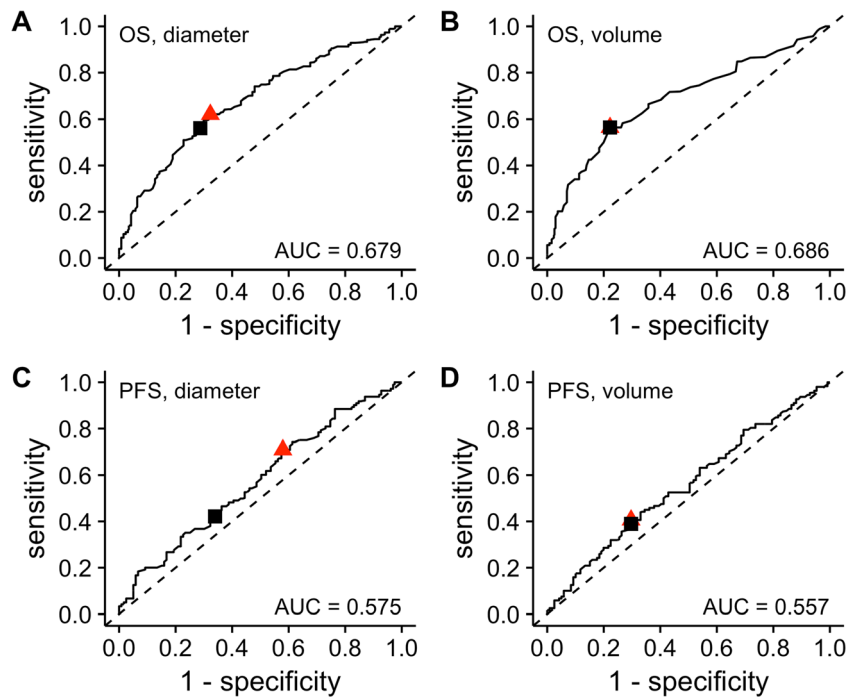 A
OS, diameter
1.0
0.8
0.6
0.4
0.2
0.0
sensitivity
AUC = 0.679
0.0 0.2 0.4 0.6 0.8 1.0
1 - specificity
B
OS, volume
1.0
0.8
0.6
0.4
0.2
0.0
sensitivity
AUC = 0.686
0.0 0.2 0.4 0.6 0.8 1.0
1 - specificity
C
PFS, diameter
1.0
0.8
0.6
0.4
0.2
0.0
sensitivity
AUC = 0.575
0.0 0.2 0.4 0.6 0.8 1.0
1 - specificity
D
PFS, volume
1.0
0.8
0.6
0.4
0.2
0.0
sensitivity
AUC = 0.557
0.0 0.2 0.4 0.6 0.8 1.0
1 - specificity